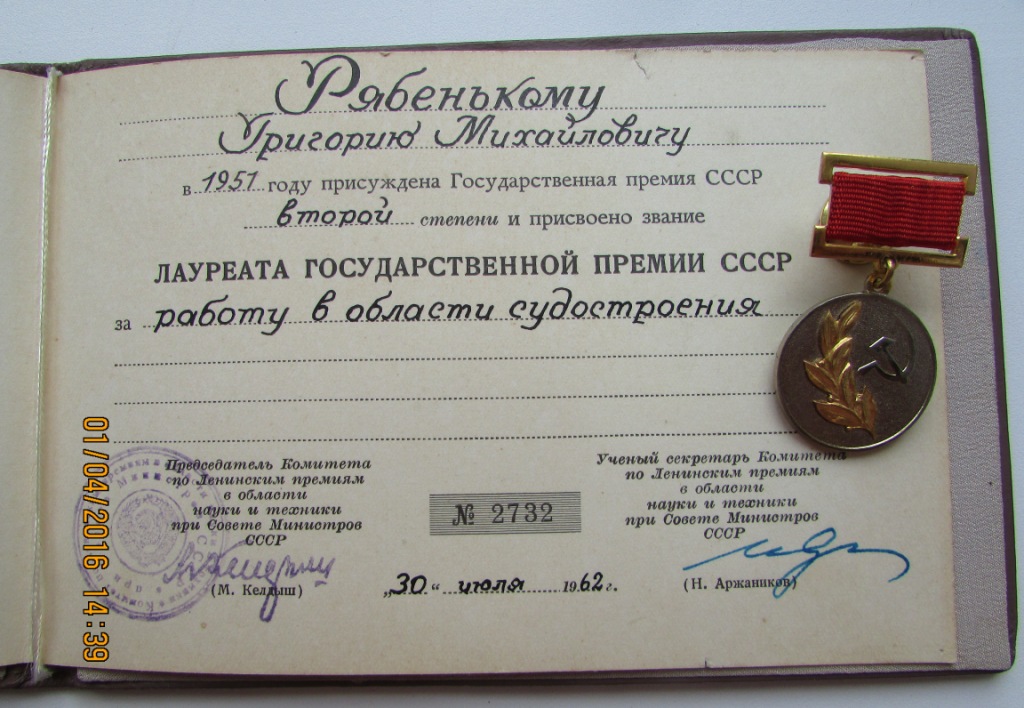 Рябенькому
Григорию Михайловичу
в 1951 году присуждена Государственная премия СССР
второй степени и присвоено звание
ЛАУРЕАТА ГОСУДАРСТВЕННОЙ ПРЕМИИ СССР
за работу в области судостроения
Председатель Комитета
по Ленинским премиям
в области
науки и техники
при Совете Министров
СССР
(М. Келдыш)
№ 2732
„30“ июля 1962 г.
Ученый секретарь Комитета
по Ленинским премиям
в области
науки и техники
при Совете Министров
СССР
(Н. Аржаников)
01/04/2016 14:39